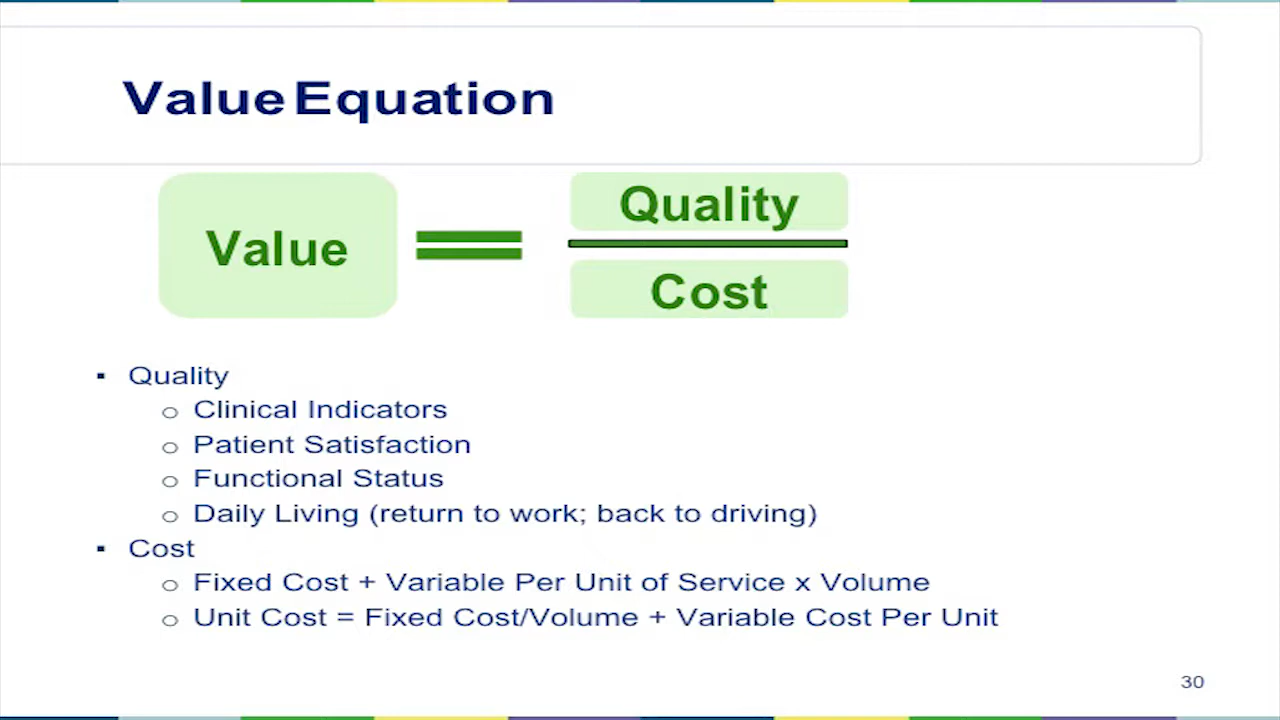 Value Equation
Value
Quality
Cost
▪ Quality
o Clinical Indicators
o Patient Satisfaction
o Functional Status
o Daily Living (return to work; back to driving)
▪ Cost
o Fixed Cost + Variable Per Unit of Service x Volume
o Unit Cost = Fixed Cost/Volume + Variable Cost Per Unit
30